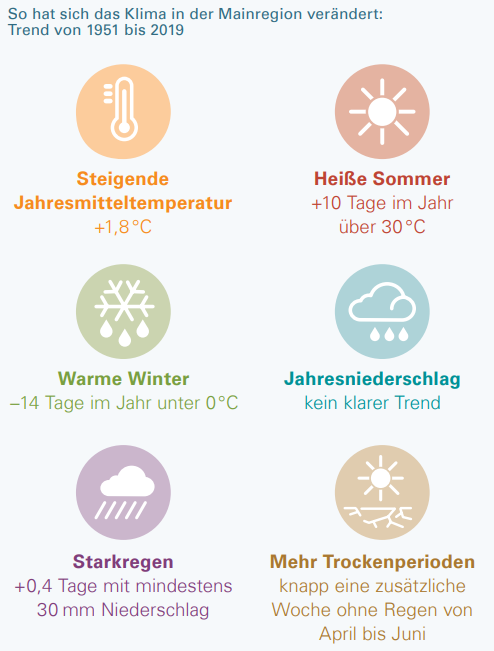 So hat sich das Klima in der Mainregion verändert:
Trend von 1951 bis 2019
Steigende
Jahresmitteltemperatur
+1,8 °C
Heiße Sommer
+10 Tage im Jahr
über 30 °C
Warme Winter
–14 Tage im Jahr unter 0 °C
Jahresniederschlag
kein klarer Trend
Starkregen
+0,4 Tage mit mindestens
30 mm Niederschlag
Mehr Trockenperioden
knapp eine zusätzliche
Woche ohne Regen von
April bis Juni